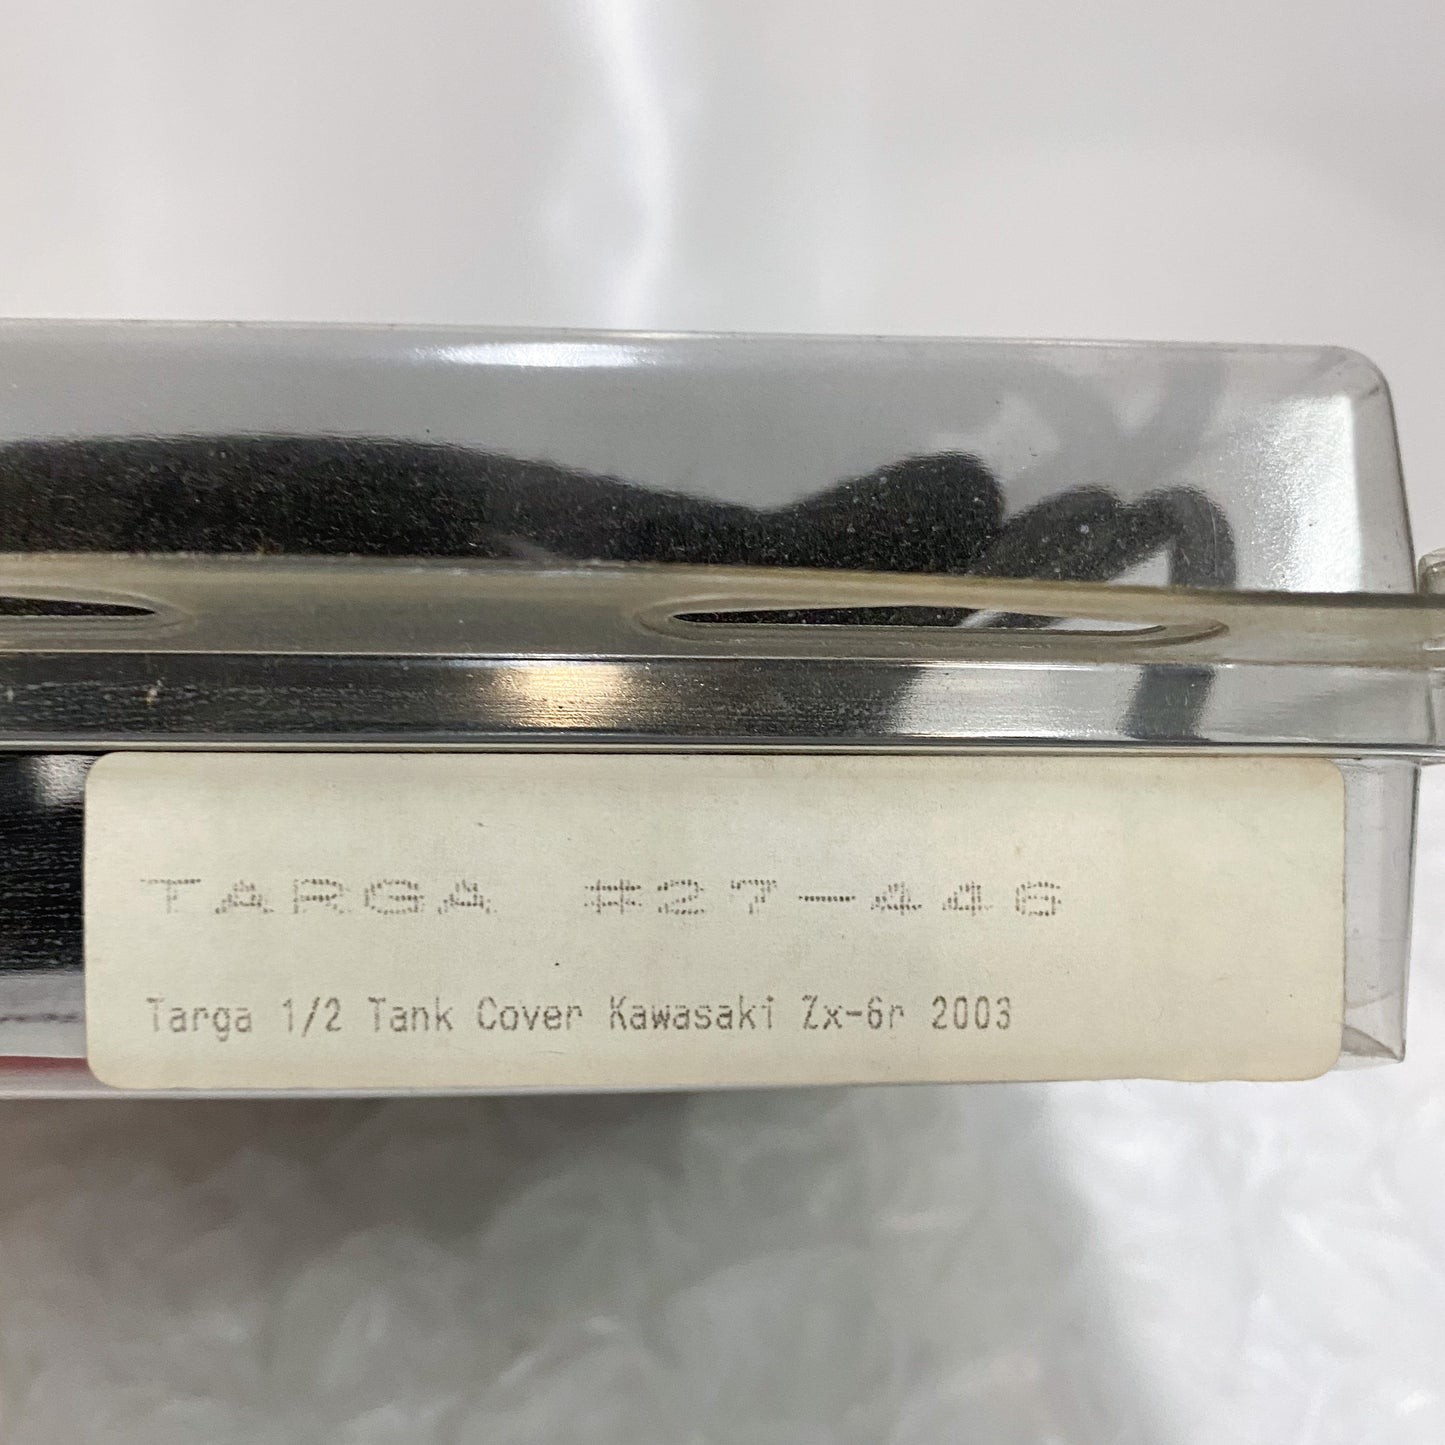 TARGA #27-446
Targa 1/2 Tank Cover Kawasaki Zx-6r 2003